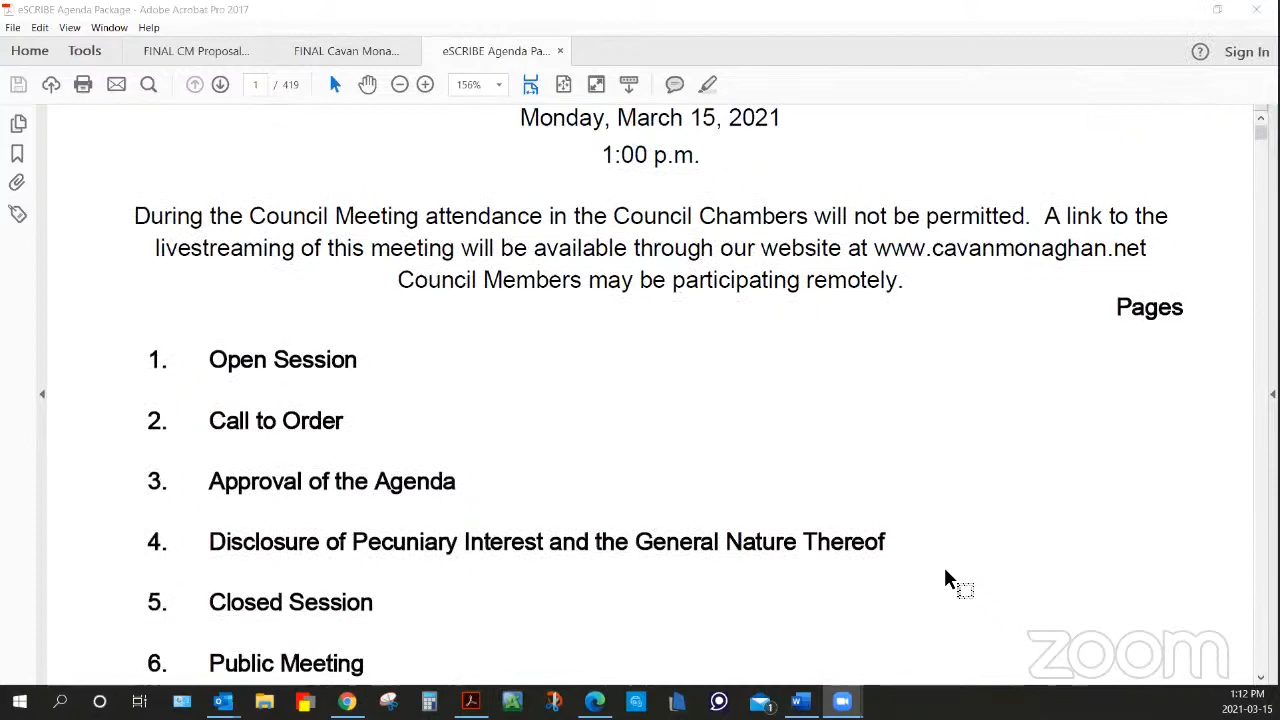 eSCRIBE Agenda Package - Adobe Acrobat Pro 2017
File Edit View Window Help
Home Tools FINAL CM Proposal... FINAL Cavan Mona... eSCRIBE Agenda Pa... ×
Sign In
1 / 419 156%
Monday, March 15, 2021
1:00 p.m.
During the Council Meeting attendance in the Council Chambers will not be permitted. A link to the
livestreaming of this meeting will be available through our website at www.cavanmonaghan.net
Council Members may be participating remotely.
Pages
1. Open Session
2. Call to Order
3. Approval of the Agenda
4. Disclosure of Pecuniary Interest and the General Nature Thereof
5. Closed Session
6. Public Meeting
zoom
1:12 PM
2021-03-15